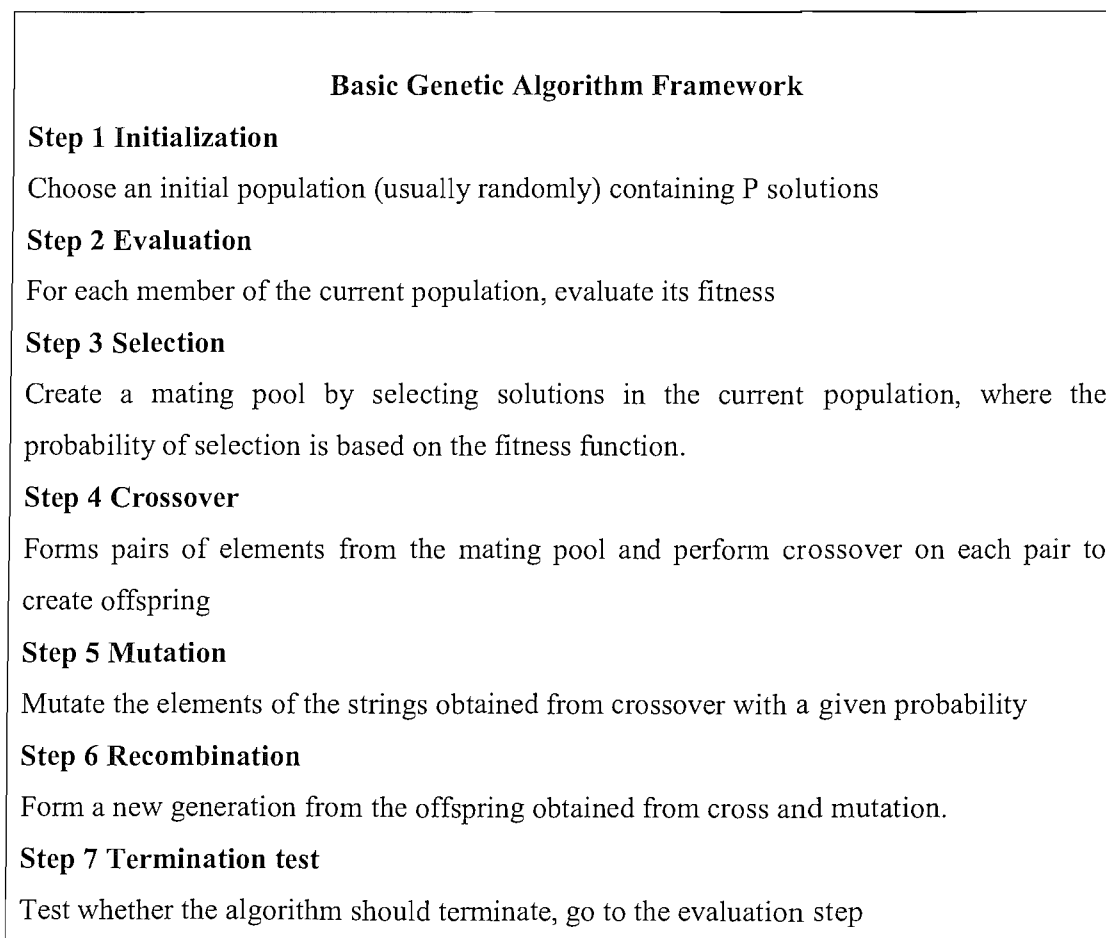 Basic Genetic Algorithm Framework
Step 1 Initialization
Choose an initial population (usually randomly) containing P solutions
Step 2 Evaluation
For each member of the current population, evaluate its fitness
Step 3 Selection
Create a mating pool by selecting solutions in the current population, where the
probability of selection is based on the fitness function.
Step 4 Crossover
Forms pairs of elements from the mating pool and perform crossover on each pair to
create offspring
Step 5 Mutation
Mutate the elements of the strings obtained from crossover with a given probability
Step 6 Recombination
Form a new generation from the offspring obtained from cross and mutation.
Step 7 Termination test
Test whether the algorithm should terminate, go to the evaluation step